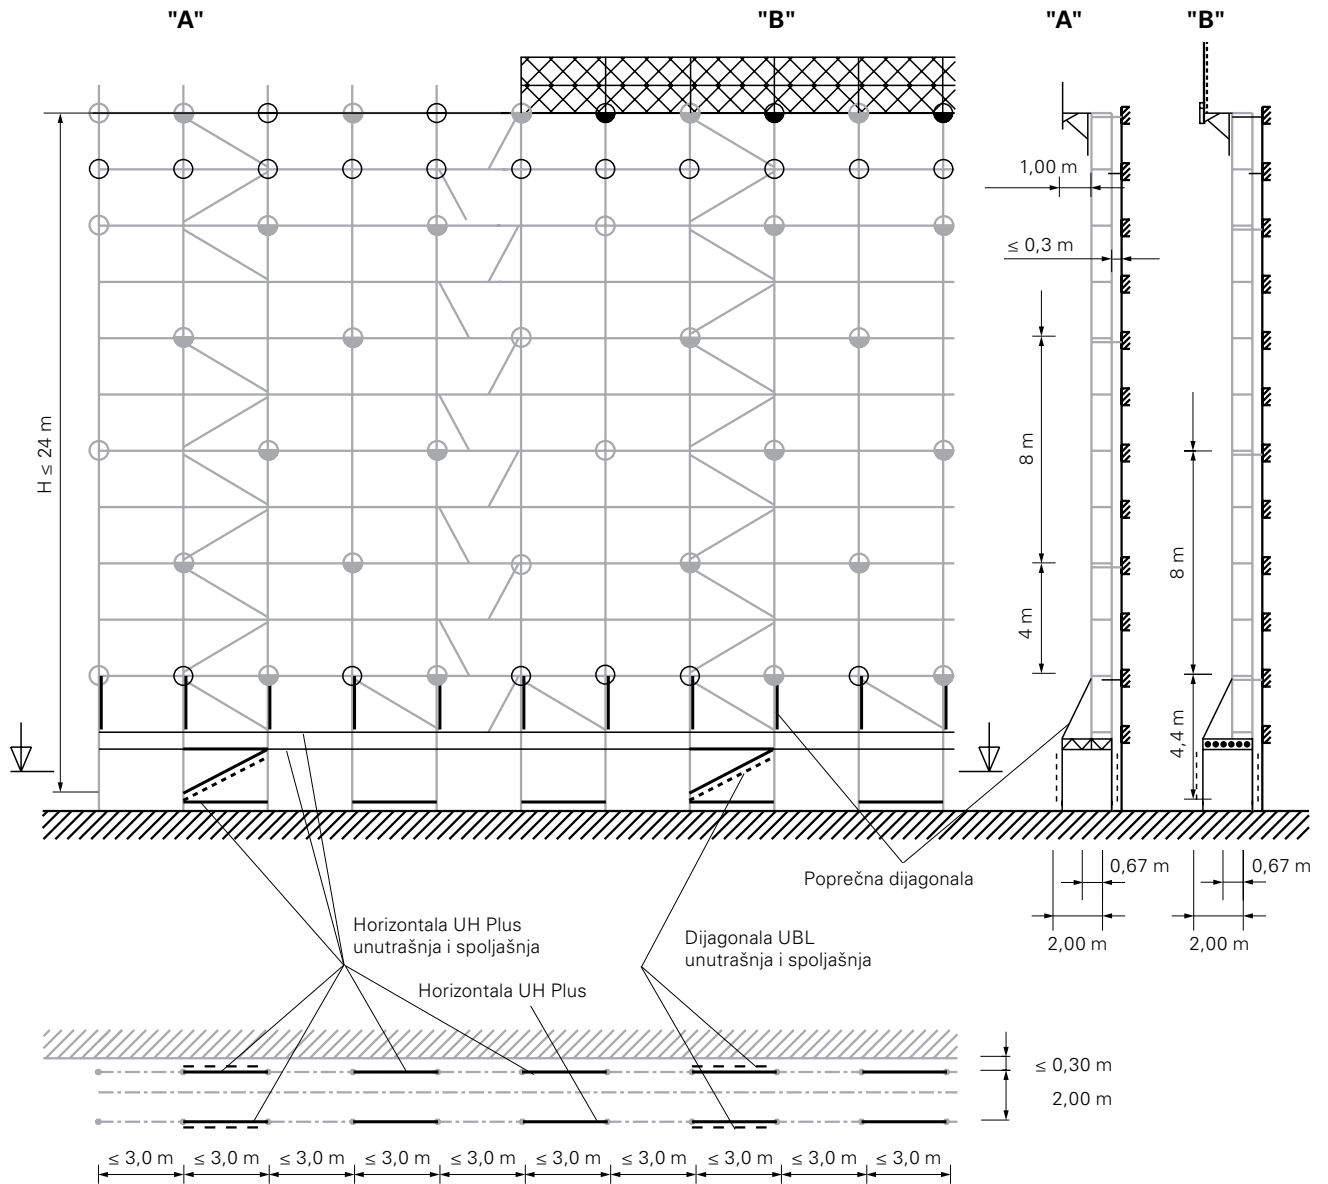 "A"
"B"
"A"
"B"
1,00 m
≤ 0,3 m
H ≤ 24 m
8 m
4 m
8 m
4,4 m
Poprečna dijagonala
0,67 m
0,67 m
2,00 m
2,00 m
Horizontala UH Plus
unutrašnja i spoljašnja
Dijagonala UBL
unutrašnja i spoljašnja
Horizontala UH Plus
≤ 0,30 m
2,00 m
≤ 3,0 m
≤ 3,0 m
≤ 3,0 m
≤ 3,0 m
≤ 3,0 m
≤ 3,0 m
≤ 3,0 m
≤ 3,0 m
≤ 3,0 m
≤ 3,0 m